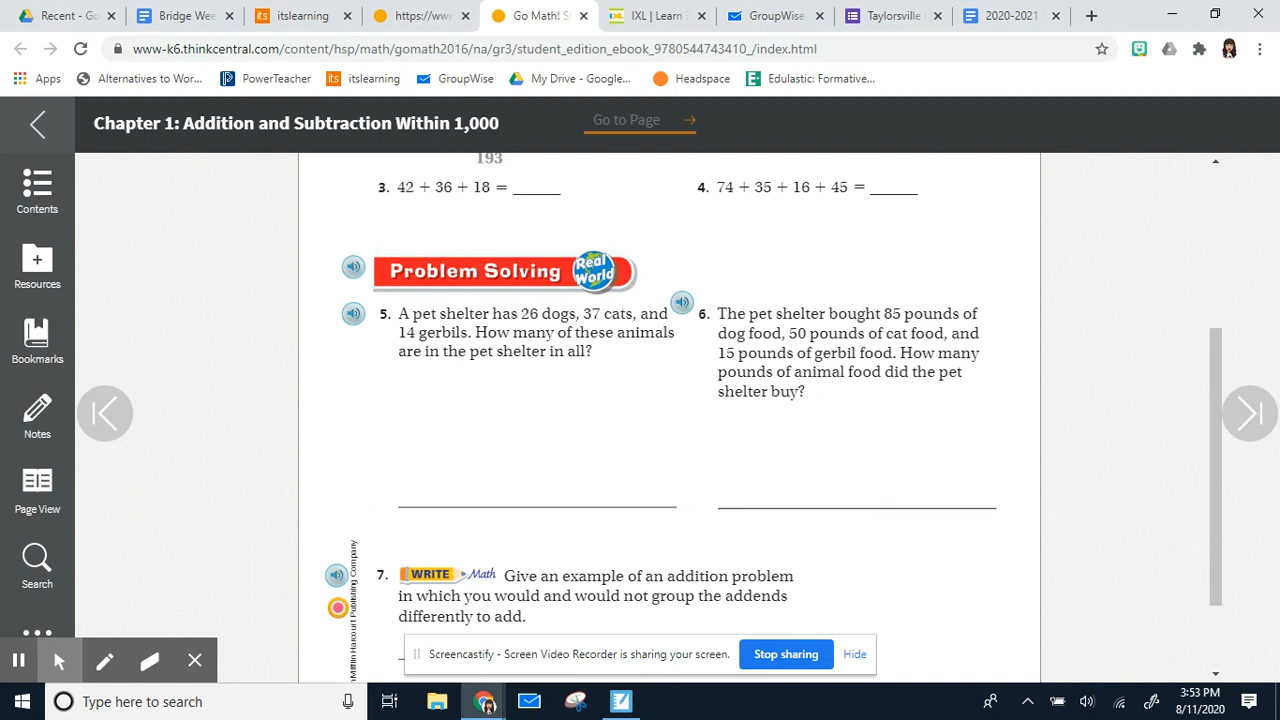 Recent - G
Bridge Wee
itslearning
https://ww
Go Math! S
IXL | Learn
GroupWise
Taylorsville
2020-2021
www-k6.thinkcentral.com/content/hsp/math/gomath2016/na/gr3/student_edition_ebook_9780544743410_/index.html
Apps
Alternatives to Wor...
PowerTeacher
its itslearning
GroupWise
My Drive - Google...
Headspace
Edulastic: Formative...
Chapter 1: Addition and Subtraction Within 1,000
Go to Page
Contents
Resources
Bookmarks
Notes
Page View
Search
193
3. 42 + 36 + 18 = ______
4. 74 + 35 + 16 + 45 = ______
Problem Solving Real World
5. A pet shelter has 26 dogs, 37 cats, and
14 gerbils. How many of these animals
are in the pet shelter in all?
6. The pet shelter bought 85 pounds of
dog food, 50 pounds of cat food, and
15 pounds of gerbil food. How many
pounds of animal food did the pet
shelter buy?
7. WRITE Math Give an example of an addition problem
in which you would and would not group the addends
differently to add.
Mifflin Harcourt Publishing Company
Screencastify - Screen Video Recorder is sharing your screen.
Stop sharing
Hide
Type here to search
3:53 PM
8/11/2020